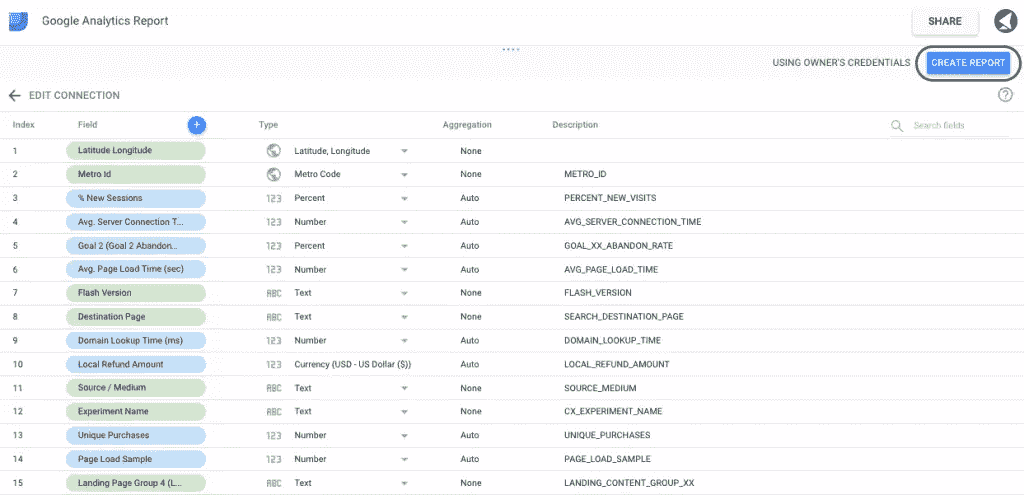 Google Analytics Report
SHARE
USING OWNER'S CREDENTIALS
CREATE REPORT
EDIT CONNECTION
Index Field + Type Aggregation Description Search fields
1 Latitude Longitude Latitude, Longitude None
2 Metro Id Metro Code None METRO_ID
3 % New Sessions 123 Percent Auto PERCENT_NEW_VISITS
4 Avg. Server Connection T... 123 Number Auto AVG_SERVER_CONNECTION_TIME
5 Goal 2 (Goal 2 Abandon... 123 Percent Auto GOAL_XX_ABANDON_RATE
6 Avg. Page Load Time (sec) 123 Number Auto AVG_PAGE_LOAD_TIME
7 Flash Version ABC Text None FLASH_VERSION
8 Destination Page ABC Text None SEARCH_DESTINATION_PAGE
9 Domain Lookup Time (ms) 123 Number Auto DOMAIN_LOOKUP_TIME
10 Local Refund Amount 123 Currency (USD - US Dollar ($)) Auto LOCAL_REFUND_AMOUNT
11 Source / Medium ABC Text None SOURCE_MEDIUM
12 Experiment Name ABC Text None CX_EXPERIMENT_NAME
13 Unique Purchases 123 Number Auto UNIQUE_PURCHASES
14 Page Load Sample 123 Number Auto PAGE_LOAD_SAMPLE
15 Landing Page Group 4 (L... ABC Text None LANDING_CONTENT_GROUP_XX